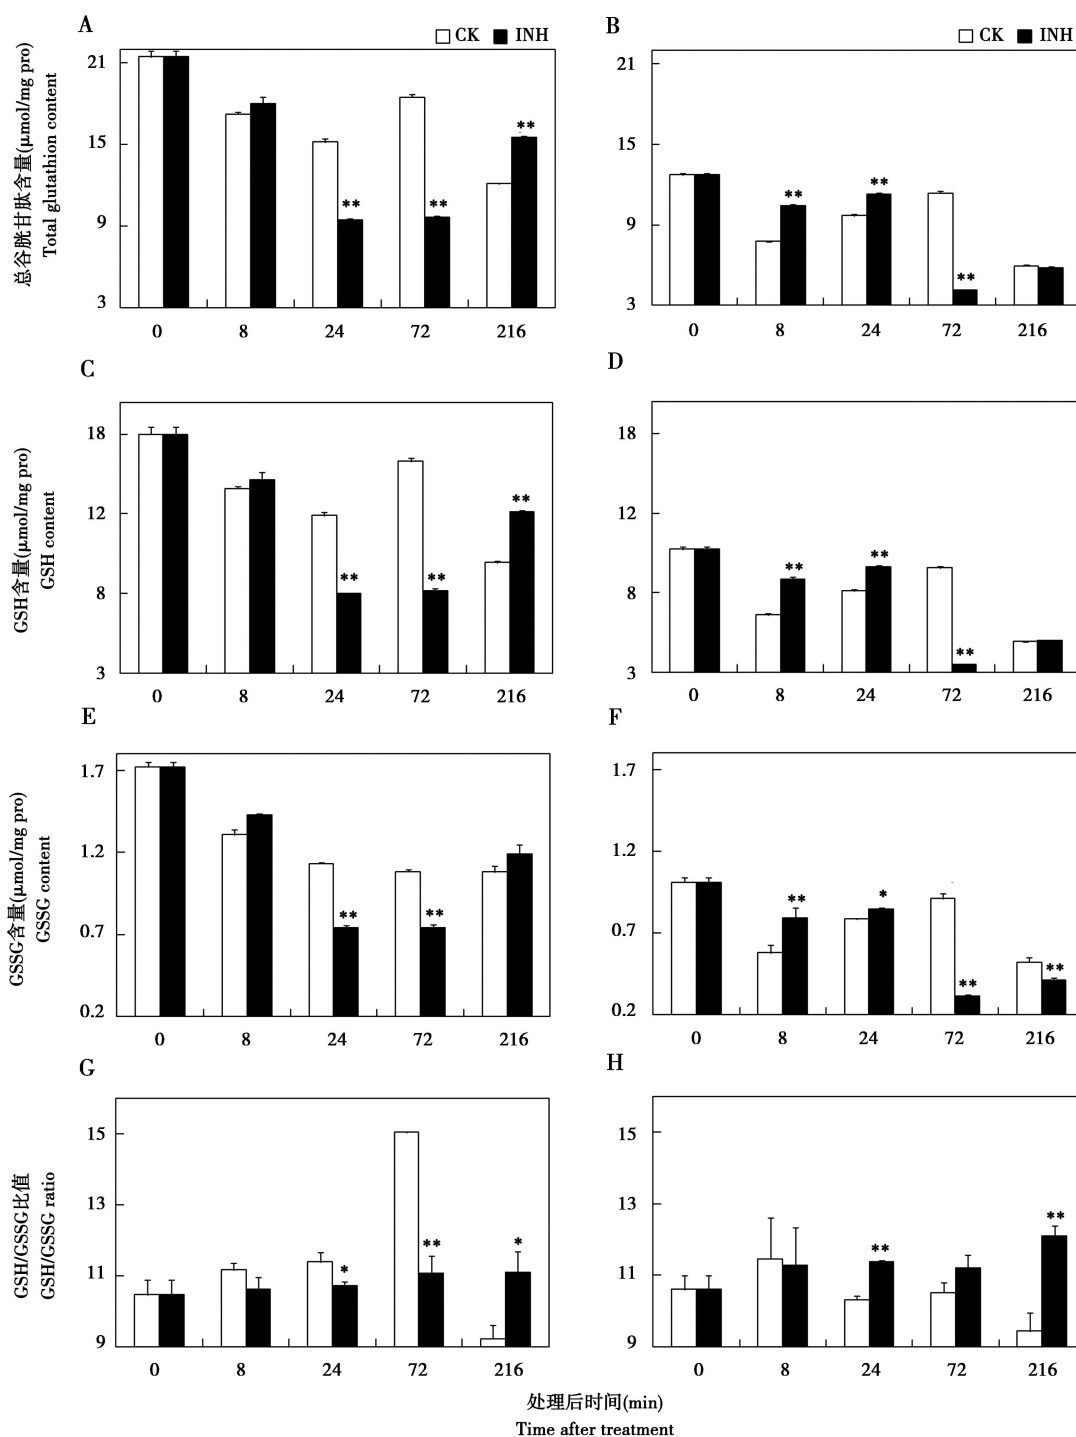 A
B
CK INH
CK INH
总谷胱甘肽含量(μmol/mg pro)
Total glutathion content
21
15
9
3
**
**
**
0 8 24 72 216
21
15
9
3
**
**
**
0 8 24 72 216
C
D
GSH含量(μmol/mg pro)
GSH content
18
12
8
3
**
**
**
0 8 24 72 216
18
12
8
3
**
**
**
0 8 24 72 216
E
F
GSSG含量(μmol/mg pro)
GSSG content
1.7
1.2
0.7
0.2
**
**
0 8 24 72 216
1.7
1.2
0.7
0.2
**
*
**
**
0 8 24 72 216
G
H
GSH/GSSG比值
GSH/GSSG ratio
15
13
11
9
*
**
*
0 8 24 72 216
15
13
11
9
**
**
0 8 24 72 216
处理后时间(min)
Time after treatment